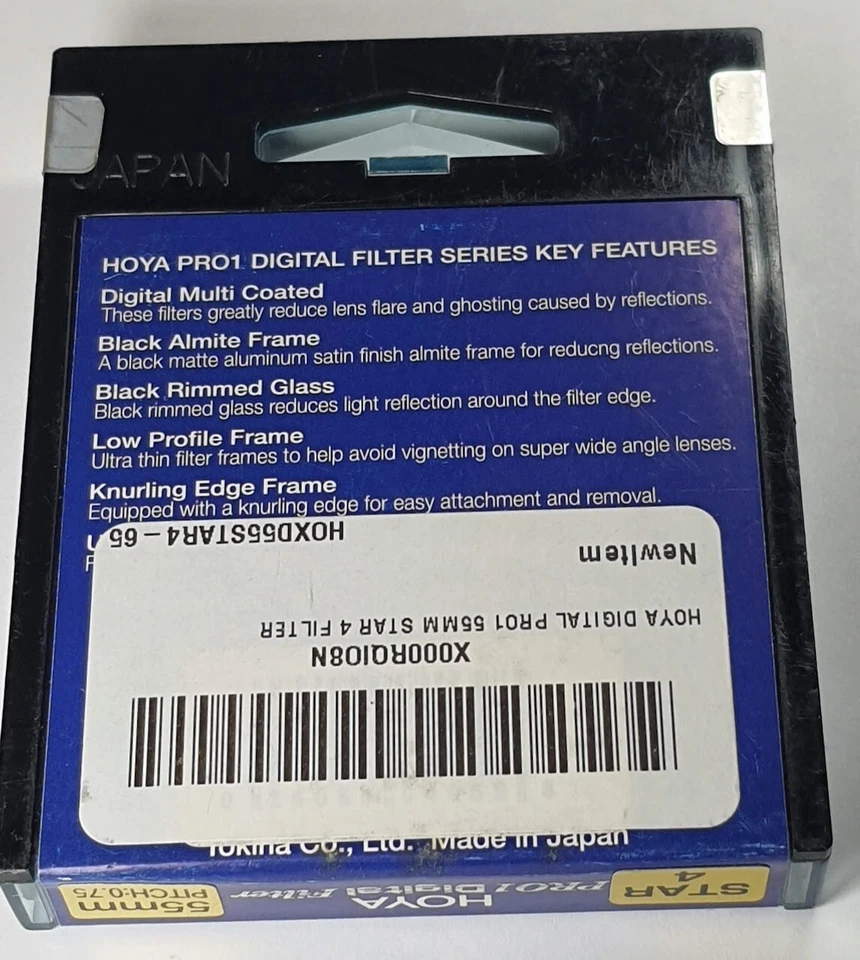 JAPAN
HOYA PRO1 DIGITAL FILTER SERIES KEY FEATURES
Digital Multi Coated
These filters greatly reduce lens flare and ghosting caused by reflections.
Black Almite Frame
A black matte aluminum satin finish almite frame for reducng reflections.
Black Rimmed Glass
Black rimmed glass reduces light reflection around the filter edge.
Low Profile Frame
Ultra thin filter frames to help avoid vignetting on super wide angle lenses.
Knurling Edge Frame
Equipped with a knurling edge for easy attachment and removal.
X000RQIO8N
HOYA DIGITAL PRO1 55MM STAR 4 FILTER
NewItem
HOXD55STAR4 – 65
Tokina Co., Ltd. Made in Japan
STAR 4
HOYA
PRO1 Digital Filter
55mm
PITCH:0.75